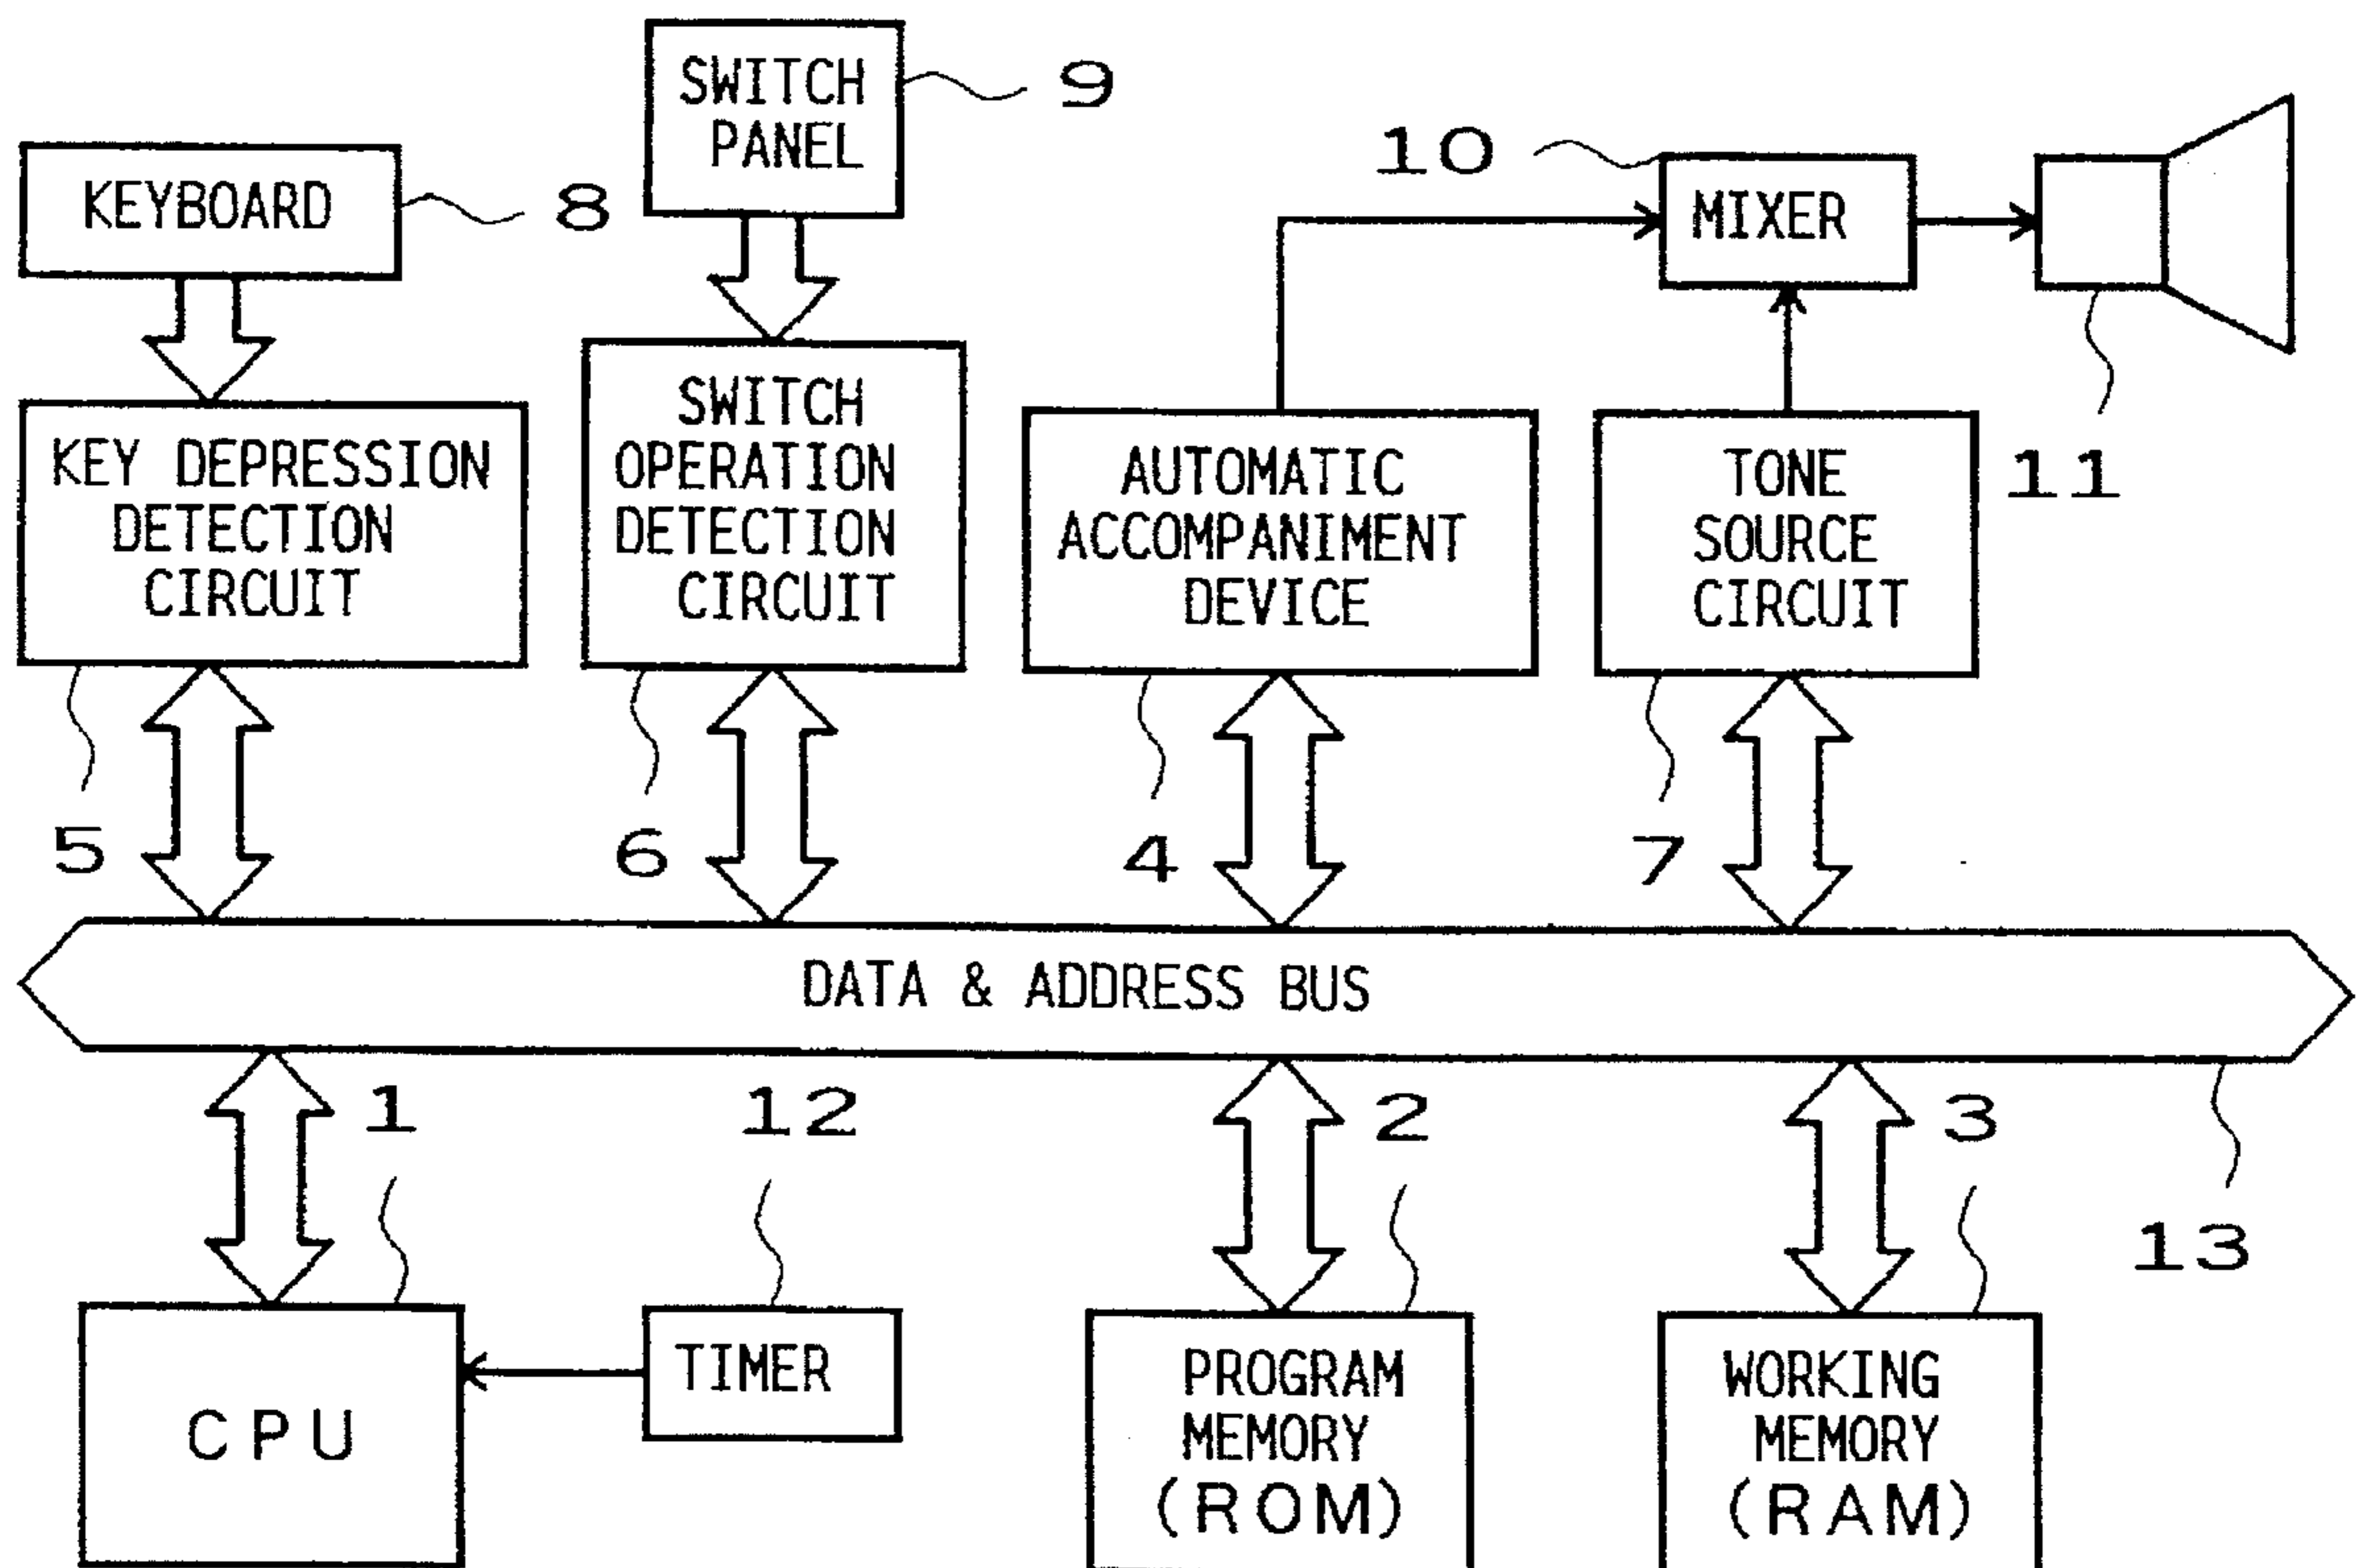 SWITCH
PANEL
9
KEYBOARD
8
10
MIXER
11
KEY DEPRESSION
DETECTION
CIRCUIT
5
SWITCH
OPERATION
DETECTION
CIRCUIT
6
AUTOMATIC
ACCOMPANIMENT
DEVICE
4
TONE
SOURCE
CIRCUIT
7
DATA & ADDRESS BUS
13
1
CPU
12
TIMER
2
PROGRAM
MEMORY
(ROM)
3
WORKING
MEMORY
(RAM)